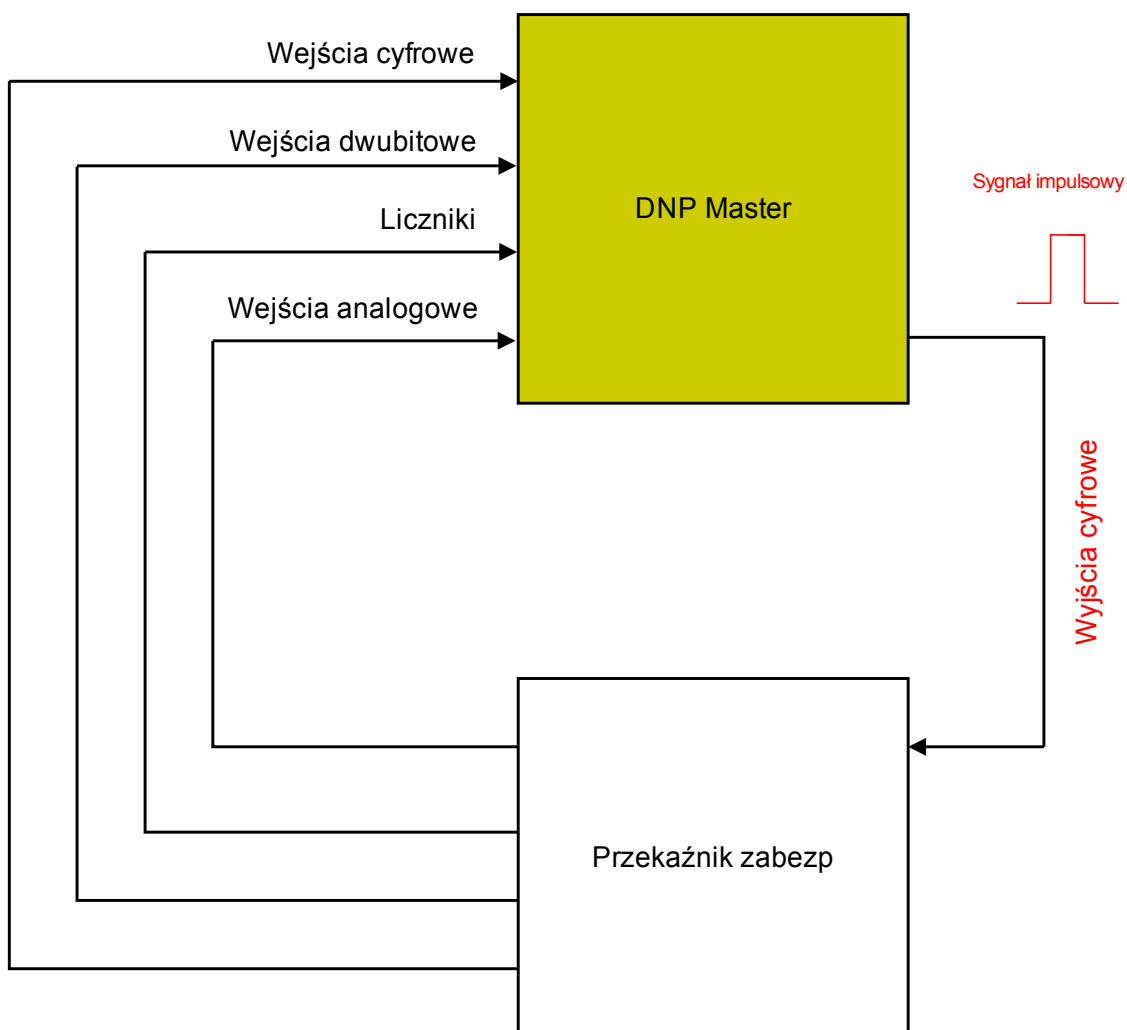 Wejścia cyfrowe
Wejścia dwubitowe
Liczniki
Wejścia analogowe
DNP Master
Sygnał impulsowy
Wyjścia cyfrowe
Przekaźnik zabezp